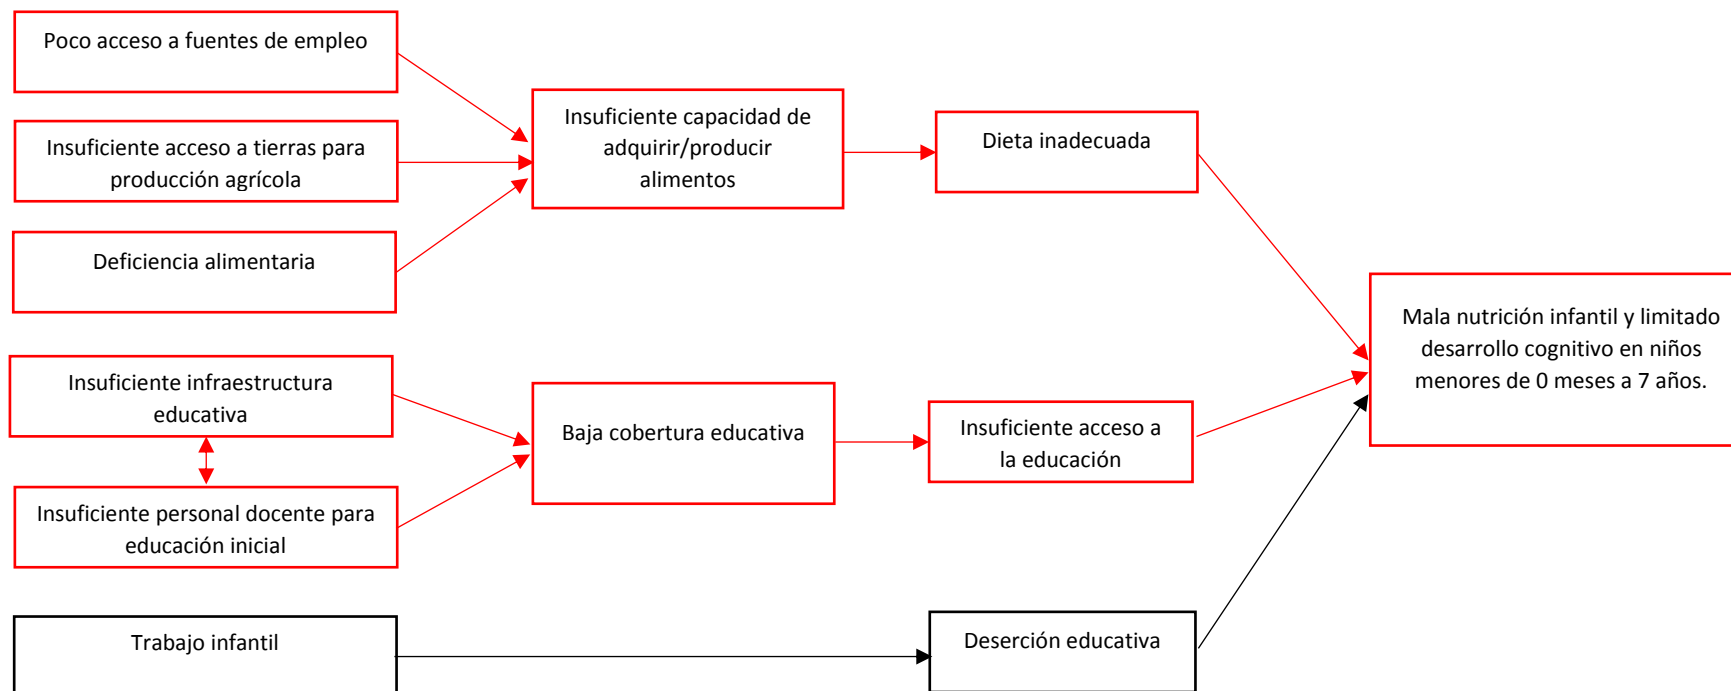 Poco acceso a fuentes de empleo
Insuficiente acceso a tierras para
producción agrícola
Deficiencia alimentaria
Insuficiente capacidad de
adquirir/producir
alimentos
Dieta inadecuada
Insuficiente infraestructura
educativa
Insuficiente personal docente para
educación inicial
Baja cobertura educativa
Insuficiente acceso a
la educación
Trabajo infantil
Deserción educativa
Mala nutrición infantil y limitado
desarrollo cognitivo en niños
menores de 0 meses a 7 años.